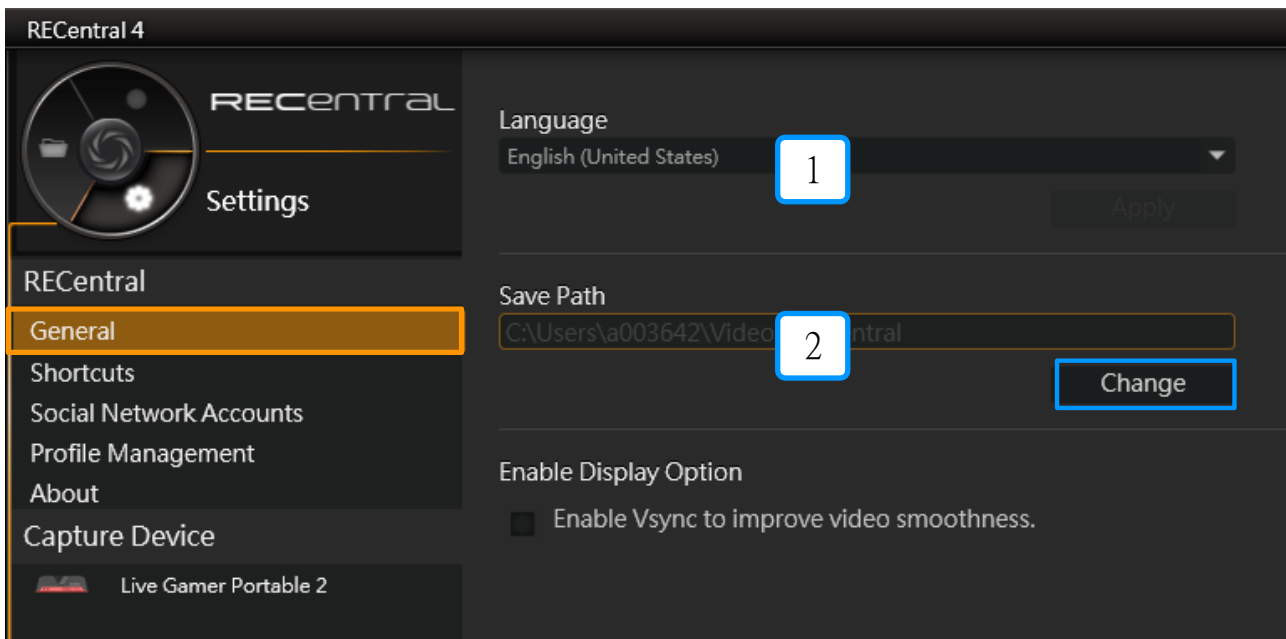 RECentral 4
RECentral
Settings
RECentral
General
Shortcuts
Social Network Accounts
Profile Management
About
Capture Device
Live Gamer Portable 2
Language
English (United States)
1
Apply
Save Path
C:\Users\a003642\Video ntral
2
Change
Enable Display Option
Enable Vsync to improve video smoothness.